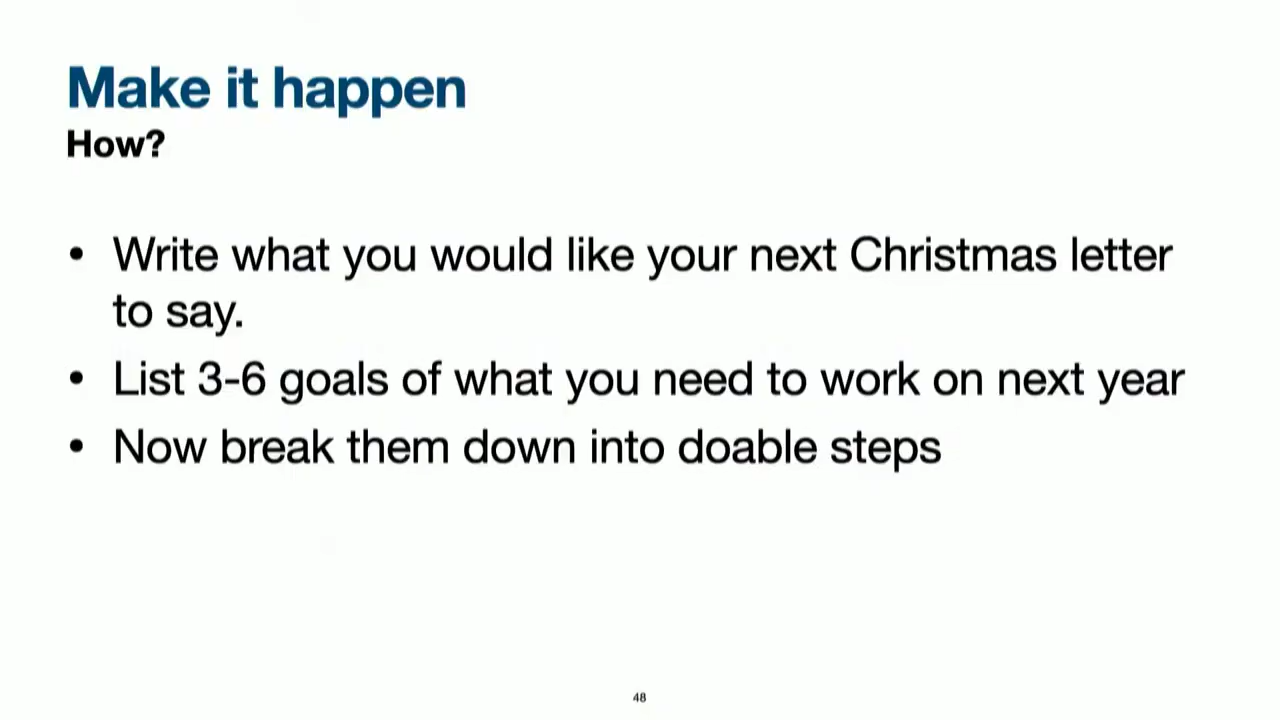 Make it happen
How?
• Write what you would like your next Christmas letter
to say.
• List 3-6 goals of what you need to work on next year
• Now break them down into doable steps
48